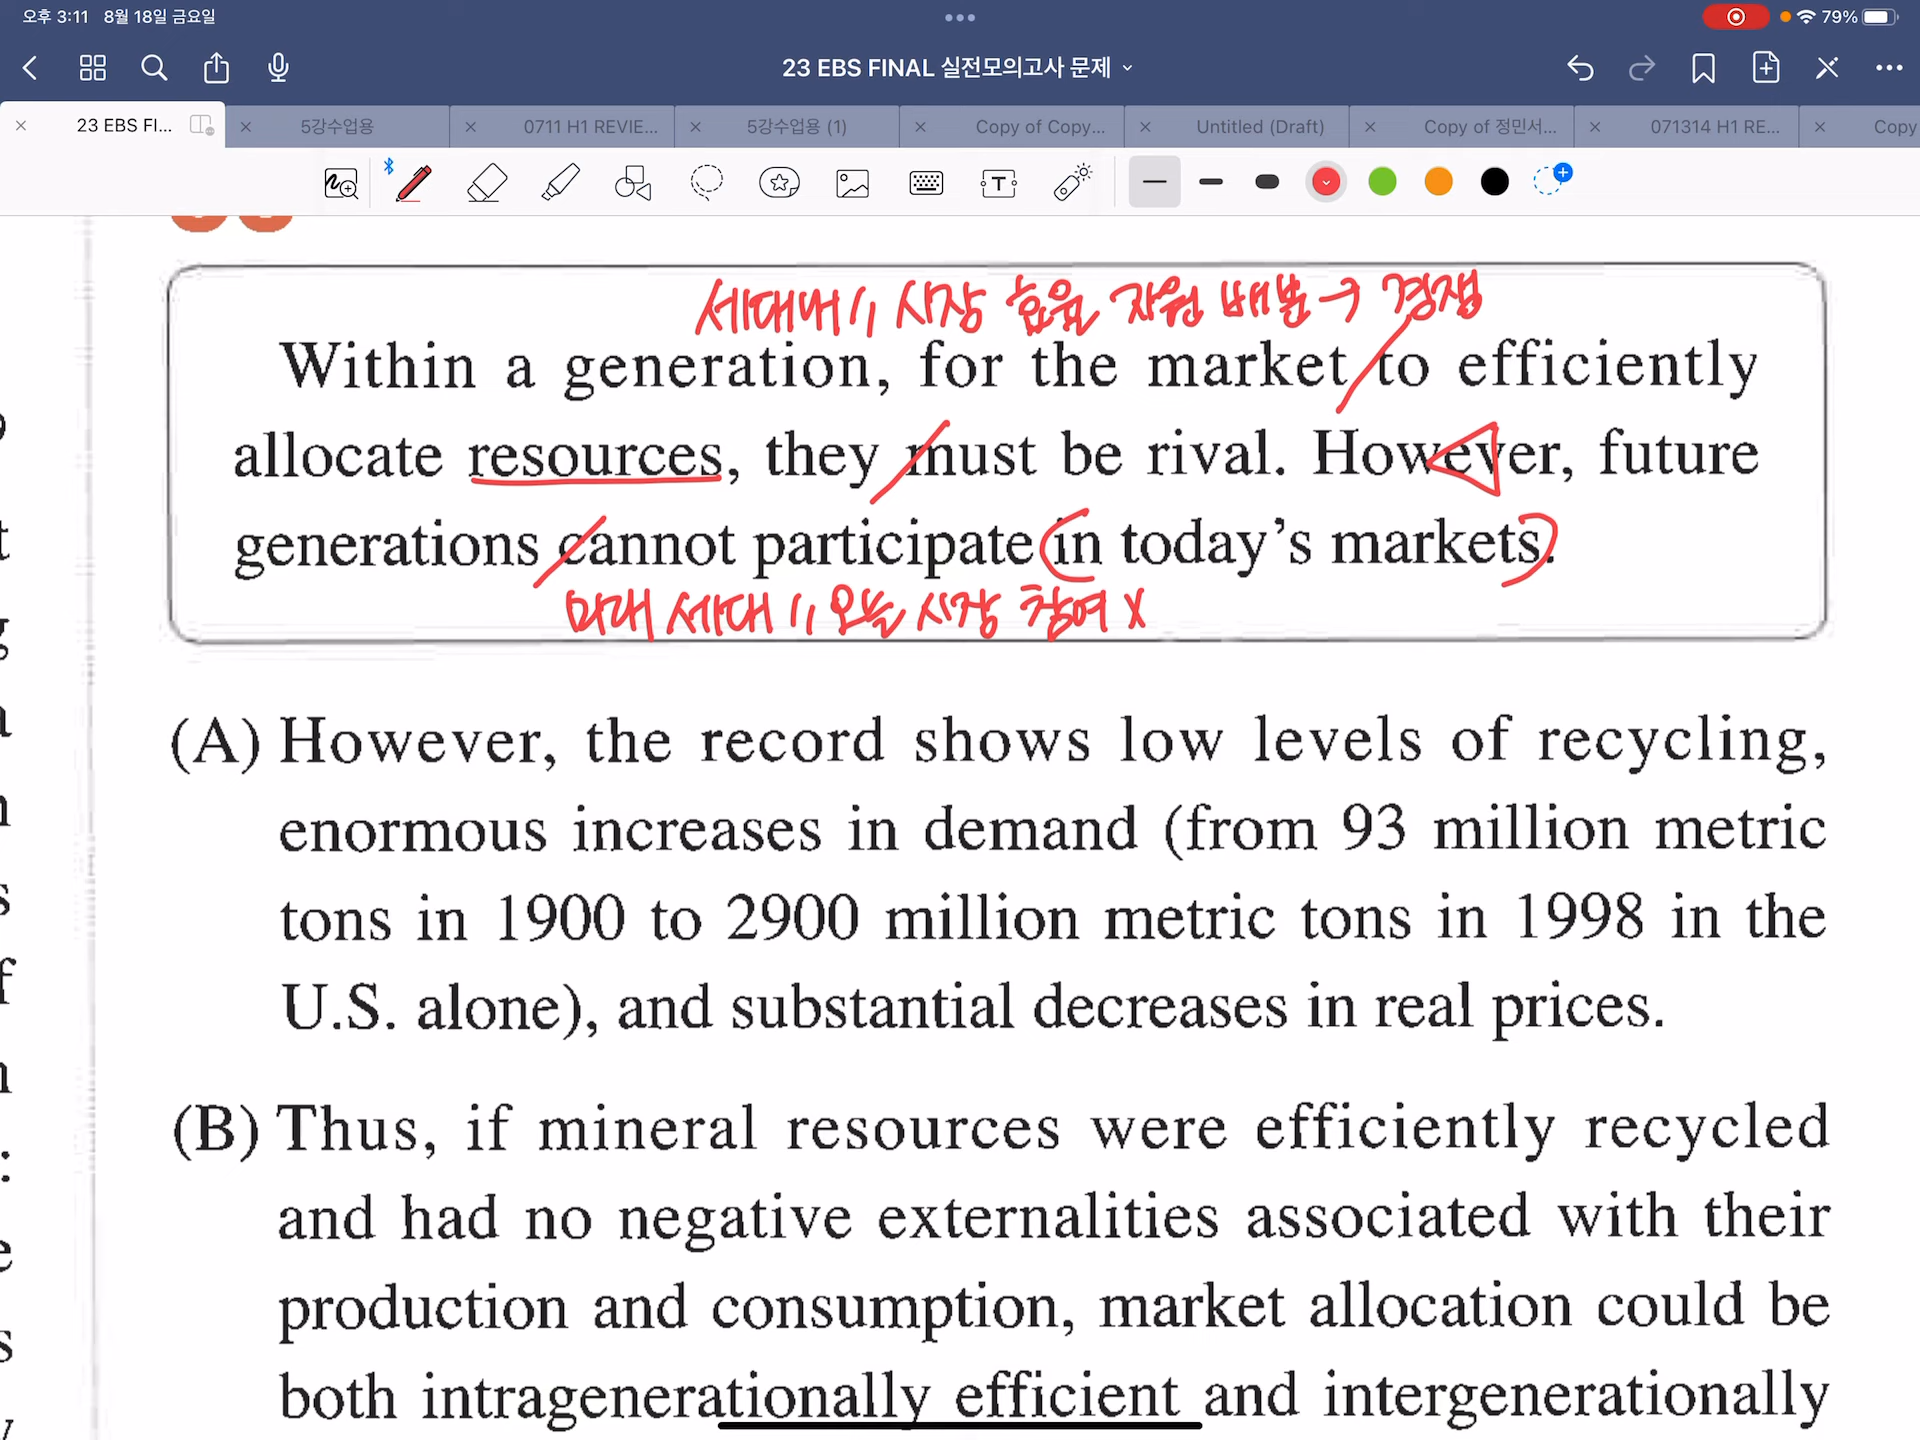 오후 3:11 8월 18일 금요일
79%
23 EBS FINAL 실전모의고사 문제
23 EBS FI...
5강수업용
0711 H1 REVIE...
5강수업용 (1)
Copy of Copy...
Untitled (Draft)
Copy of 정민서...
071314 H1 RE...
Copy
세대내 // 시장 효율 자원 배분 → 경쟁
Within a generation, for the market to efficiently
allocate resources, they must be rival. However, future
generations cannot participate in today's markets.
미래 세대 // 오늘 시장 참여 X
(A) However, the record shows low levels of recycling,
enormous increases in demand (from 93 million metric
tons in 1900 to 2900 million metric tons in 1998 in the
U.S. alone), and substantial decreases in real prices.
(B) Thus, if mineral resources were efficiently recycled
and had no negative externalities associated with their
production and consumption, market allocation could be
both intragenerationally efficient and intergenerationally